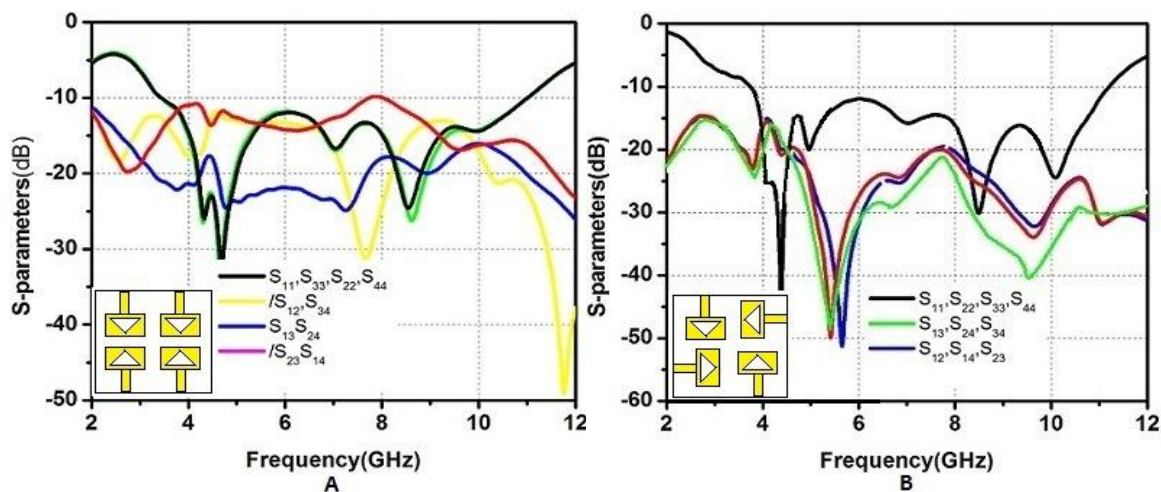 0
-10
-20
-30
-40
-50
S-parameters(dB)
S11,S33,S22,S44
/S12,S34
S13S24
/S23S14
2 4 6 8 10 12
Frequency(GHz)
A
0
-10
-20
-30
-40
-50
-60
S-parameters(dB)
S11,S22,S33,S44
S13,S24,S34
S12,S14,S23
2 4 6 8 10 12
Frequency(GHz)
B